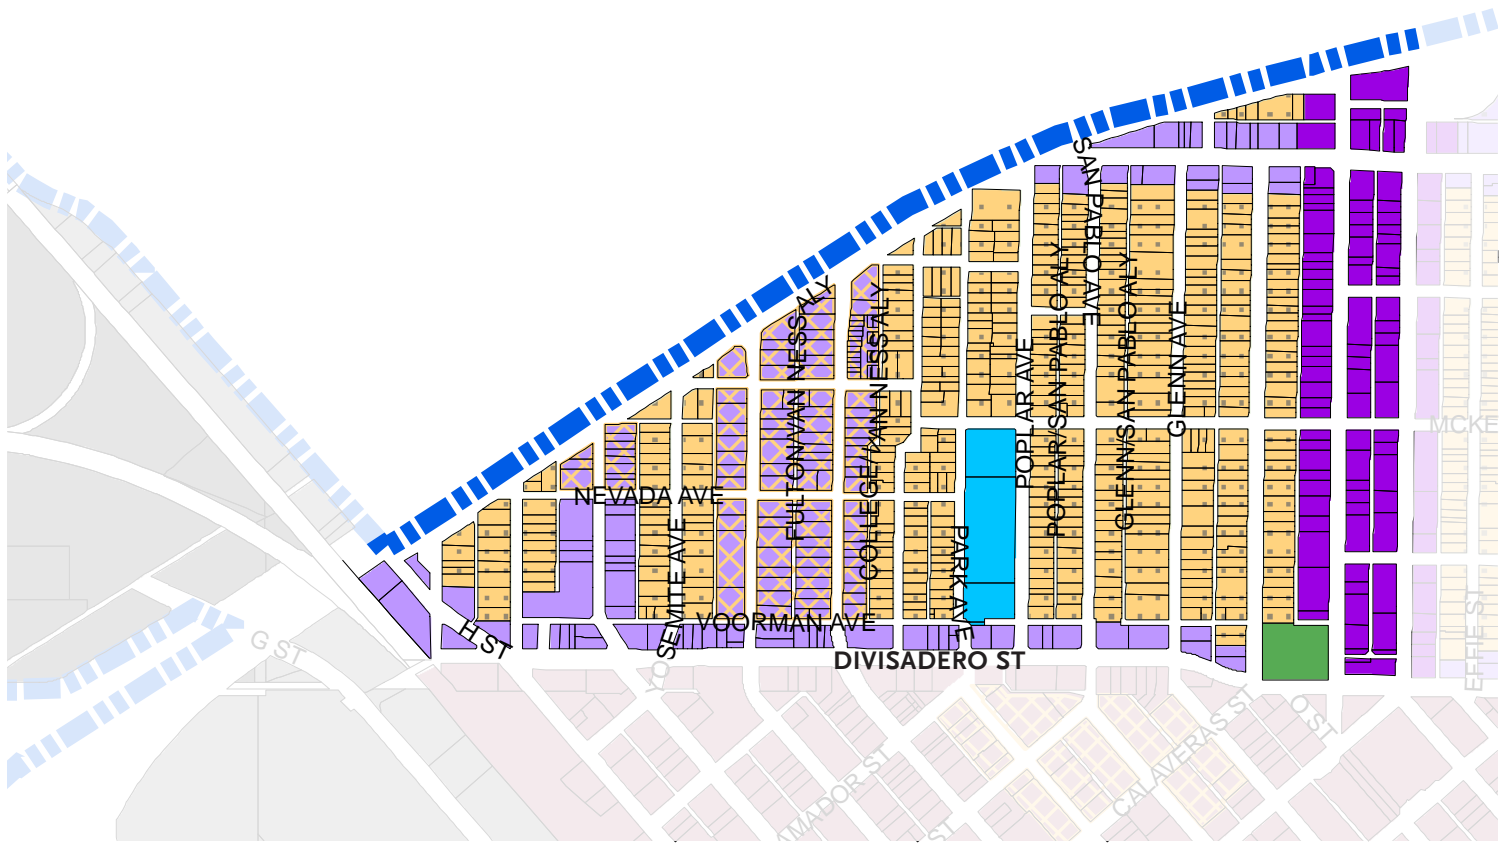 SAN PABLO AVE
FULTON/VAN NESS ALY
COLLEGE/VAN NESS ALY
POPLAR AVE
POPLAR/SAN PABLO ALY
GLENN/SAN PABLO ALY
GLENN AVE
MCKE
NEVADA AVE
YOSEMITE AVE
PARK AVE
VOORMAN AVE
H ST
G ST
DIVISADERO ST
EFFIE ST
AMADOR ST
ST
CALAVERAS ST
O ST